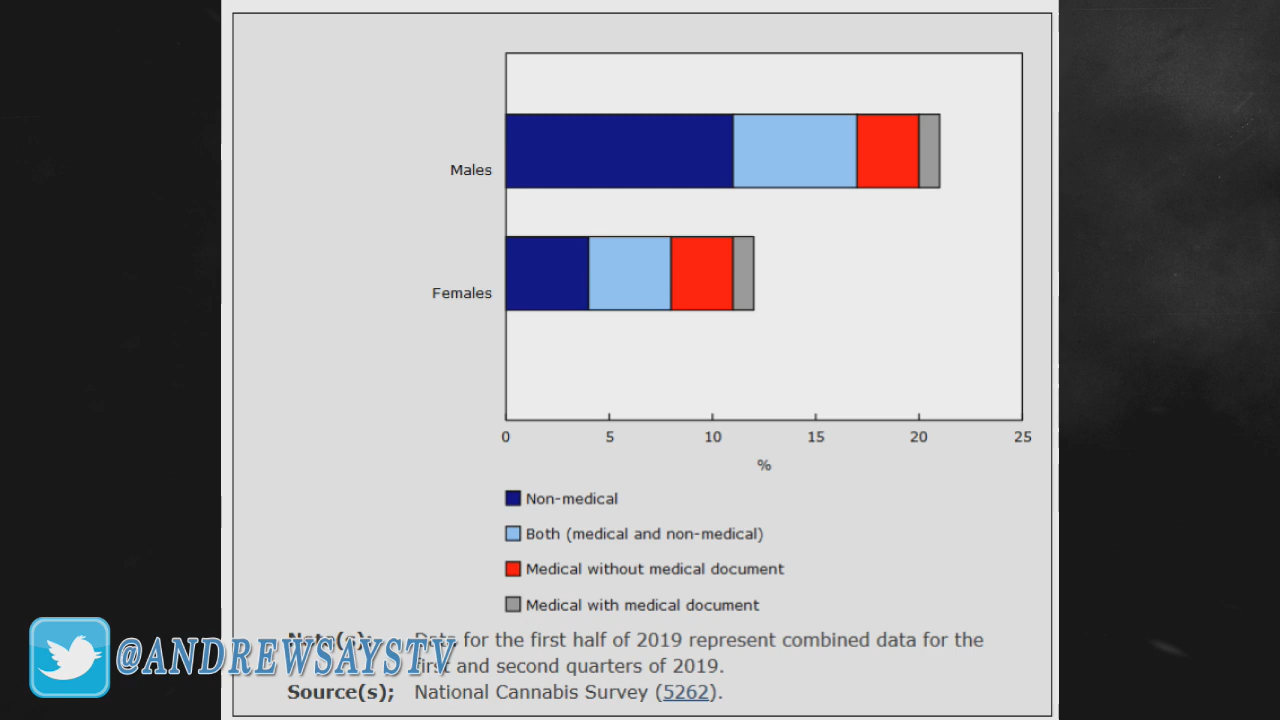 Males
Females
0 5 10 15 20 25
%
Non-medical
Both (medical and non-medical)
Medical without medical document
Medical with medical document
Note(s); Data for the first half of 2019 represent combined data for the
first and second quarters of 2019.
@ANDREWSAYSTV
Source(s); National Cannabis Survey (5262).